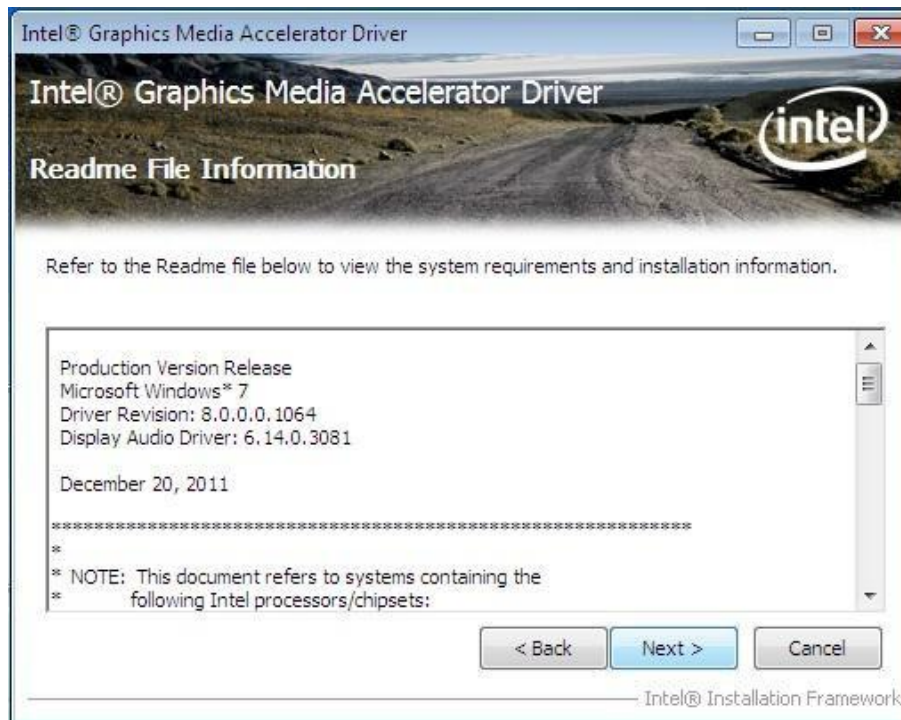 Intel® Graphics Media Accelerator Driver
Intel® Graphics Media Accelerator Driver
intel
Readme File Information
Refer to the Readme file below to view the system requirements and installation information.
Production Version Release
Microsoft Windows* 7
Driver Revision: 8.0.0.0.1064
Display Audio Driver: 6.14.0.3081
December 20, 2011
************************************************************
*
* NOTE: This document refers to systems containing the
* following Intel processors/chipsets:
< Back Next > Cancel
Intel® Installation Framework